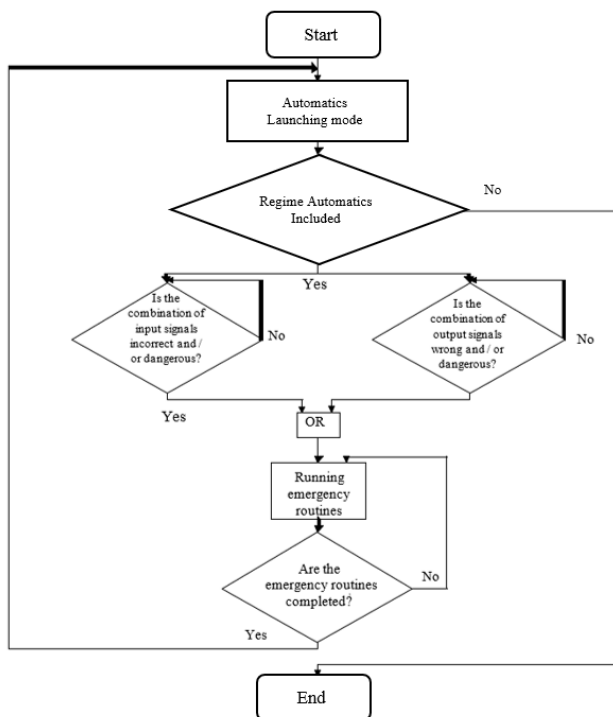 Start
Automatics
Launching mode
No
Regime Automatics
Included
Yes
Is the
combination of
input signals
incorrect and /
or dangerous?
No
Is the
combination of
output signals
wrong and / or
dangerous?
No
Yes
OR
Running
emergency
routines
Are the
emergency routines
completed?
No
Yes
End